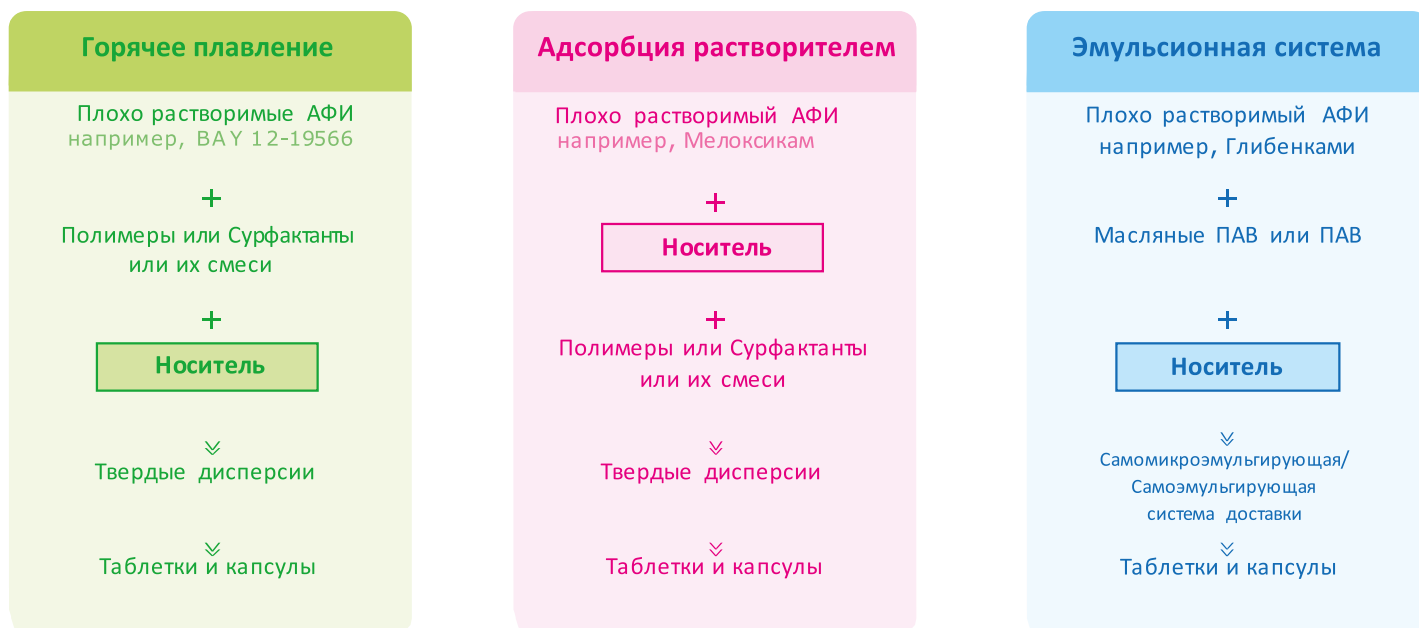 Горячее плавление
Плохо растворимые АФИ
например, BAY 12-19566
+
Полимеры или Сурфактанты
или их смеси
+
Носитель
Твердые дисперсии
Таблетки и капсулы
Адсорбция растворителем
Плохо растворимый АФИ
например, Мелоксикам
+
Носитель
+
Полимеры или Сурфактанты
или их смеси
Твердые дисперсии
Таблетки и капсулы
Эмульсионная система
Плохо растворимый АФИ
например, Глибенками
+
Масляные ПАВ или ПАВ
+
Носитель
Самомикроэмульгирующая/
Самоэмульгирующая
система доставки
Таблетки и капсулы